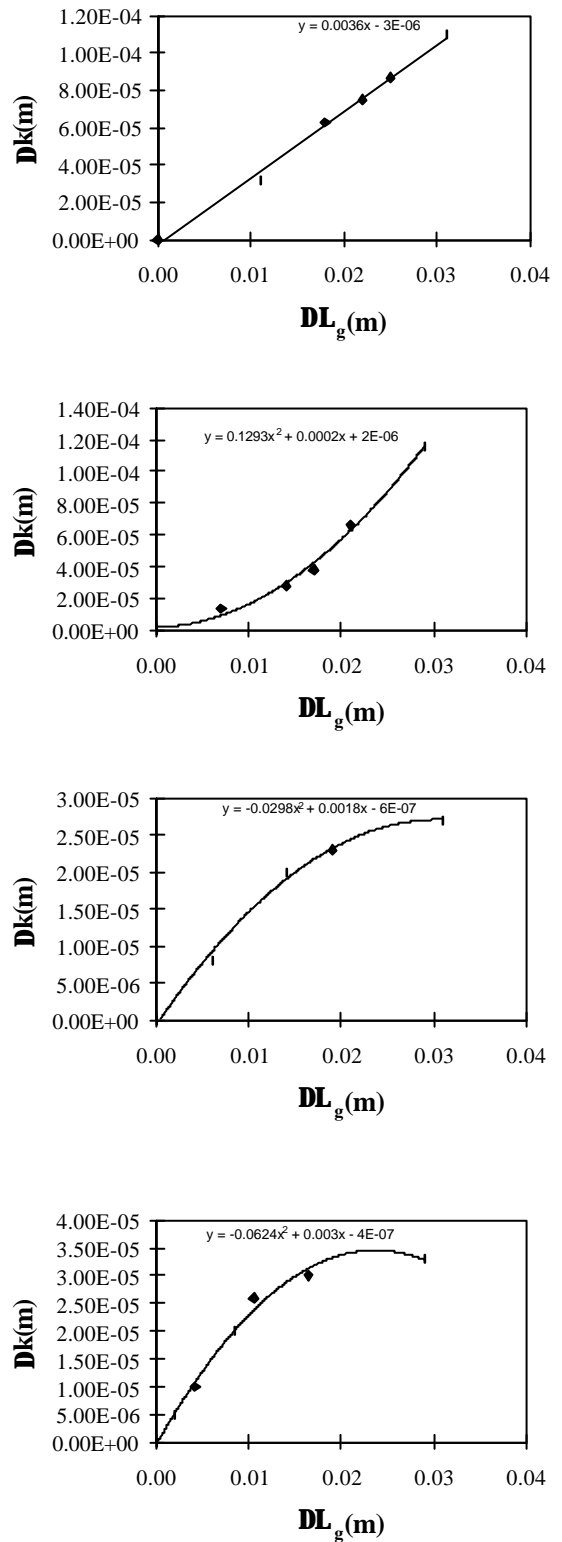 y = 0.0036x - 3E-06
1.20E-04
1.00E-04
8.00E-05
6.00E-05
4.00E-05
2.00E-05
0.00E+00
Dk(m)
0.00 0.01 0.02 0.03 0.04
DLg(m)
y = 0.1293x² + 0.0002x + 2E-06
1.40E-04
1.20E-04
1.00E-04
8.00E-05
6.00E-05
4.00E-05
2.00E-05
0.00E+00
Dk(m)
0.00 0.01 0.02 0.03 0.04
DLg(m)
y = -0.0298x² + 0.0018x - 6E-07
3.00E-05
2.50E-05
2.00E-05
1.50E-05
1.00E-05
5.00E-06
0.00E+00
Dk(m)
0.00 0.01 0.02 0.03 0.04
DLg(m)
y = -0.0624x² + 0.003x - 4E-07
4.00E-05
3.50E-05
3.00E-05
2.50E-05
2.00E-05
1.50E-05
1.00E-05
5.00E-06
0.00E+00
Dk(m)
0.00 0.01 0.02 0.03 0.04
DLg(m)